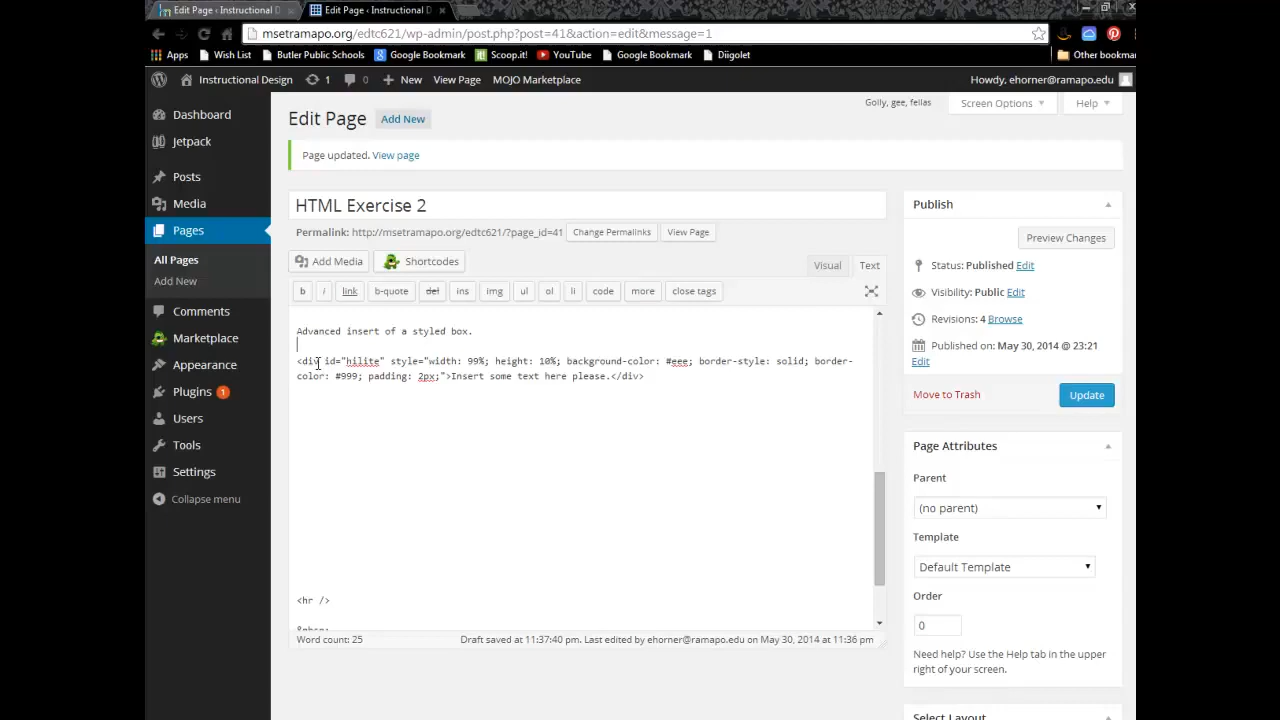 Edit Page ‹ Instructional D
Edit Page ‹ Instructional D
msetramapo.org/edtc621/wp-admin/post.php?post=41&action=edit&message=1
Apps Wish List Butler Public Schools Google Bookmark Scoop.it! YouTube Google Bookmark Diigolet Other bookmar
Instructional Design 1 0 New View Page MOJO Marketplace Howdy, ehorner@ramapo.edu
Dashboard
Jetpack
Posts
Media
Pages
All Pages
Add New
Comments
Marketplace
Appearance
Plugins 1
Users
Tools
Settings
Collapse menu
Golly, gee, fellas
Screen Options
Help
Edit Page Add New
Page updated. View page
HTML Exercise 2
Permalink: http://msetramapo.org/edtc621/?page_id=41 Change Permalinks View Page
Add Media Shortcodes
Visual Text
b i link b-quote del ins img ul ol li code more close tags
Advanced insert of a styled box.
<div id="hilite" style="width: 99%; height: 10%; background-color: #eee; border-style: solid; border-
color: #999; padding: 2px;">Insert some text here please.</div>
<hr />
&nbsp;
Word count: 25 Draft saved at 11:37:40 pm. Last edited by ehorner@ramapo.edu on May 30, 2014 at 11:36 pm
Publish
Preview Changes
Status: Published Edit
Visibility: Public Edit
Revisions: 4 Browse
Published on: May 30, 2014 @ 23:21
Edit
Move to Trash Update
Page Attributes
Parent
(no parent)
Template
Default Template
Order
0
Need help? Use the Help tab in the upper
right of your screen.
Select Layout